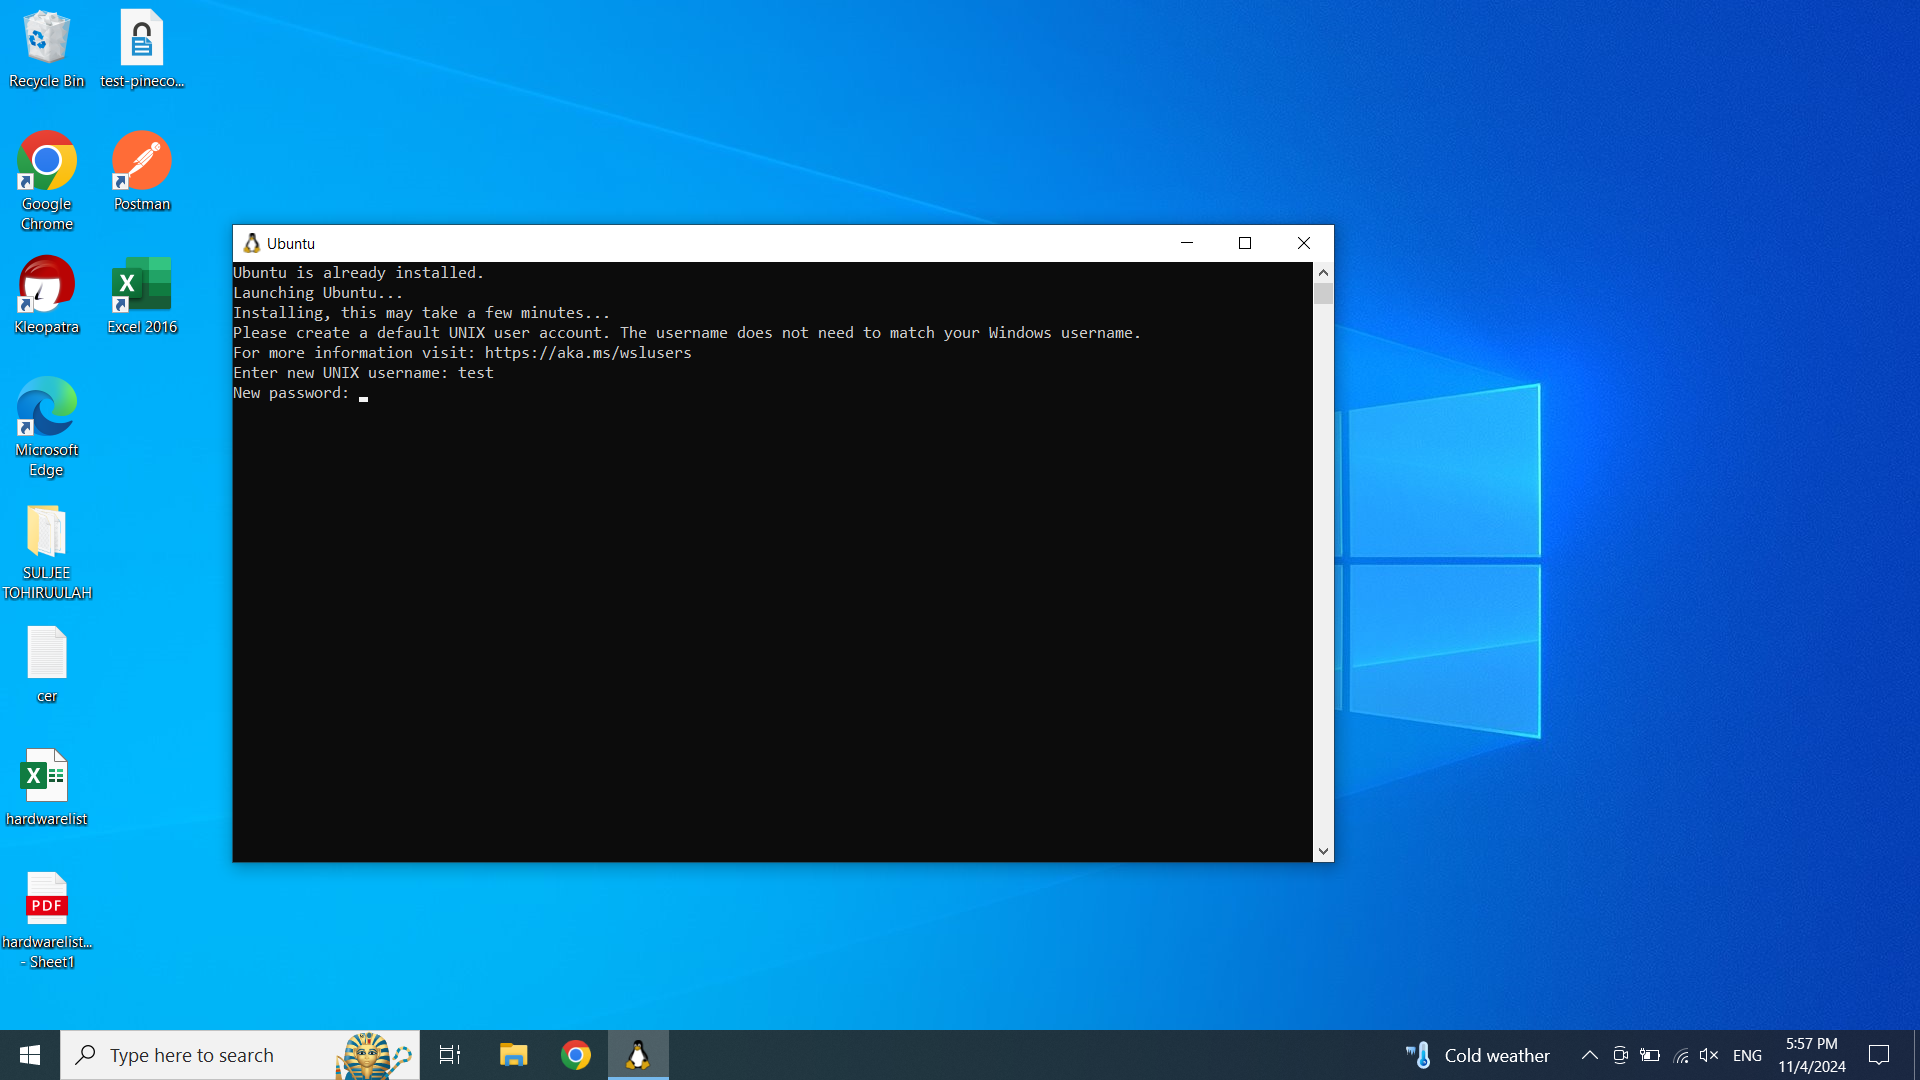 Recycle Bin
test-pineco...
Google
Chrome
Postman
Kleopatra
Excel 2016
Microsoft
Edge
SULJEE
TOHIRUULAH
cer
hardwarelist
PDF
hardwarelist...
- Sheet1
Ubuntu
Ubuntu is already installed.
Launching Ubuntu...
Installing, this may take a few minutes...
Please create a default UNIX user account. The username does not need to match your Windows username.
For more information visit: https://aka.ms/wslusers
Enter new UNIX username: test
New password:
Type here to search
Cold weather
ENG
5:57 PM
11/4/2024